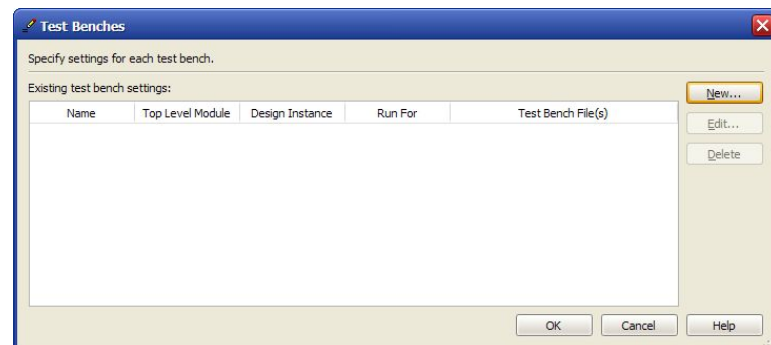 Test Benches
Specify settings for each test bench.
Existing test bench settings:
New...
Name Top Level Module Design Instance Run For Test Bench File(s)
Edit...
Delete
OK Cancel Help